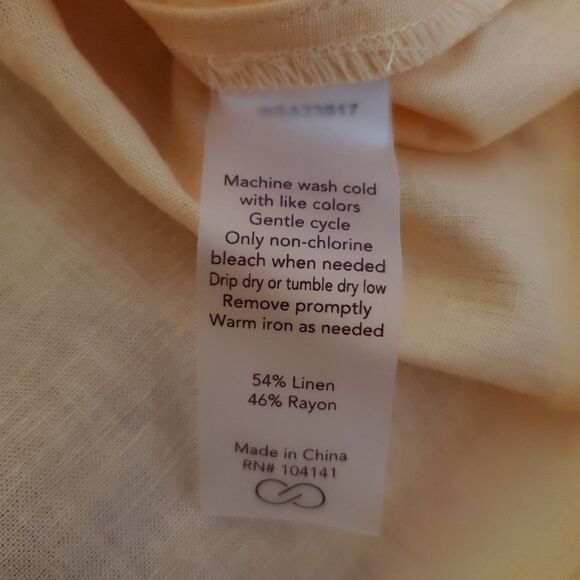 Machine wash cold
with like colors
Gentle cycle
Only non-chlorine
bleach when needed
Drip dry or tumble dry low
Remove promptly
Warm iron as needed
54% Linen
46% Rayon
Made in China
RN# 104141